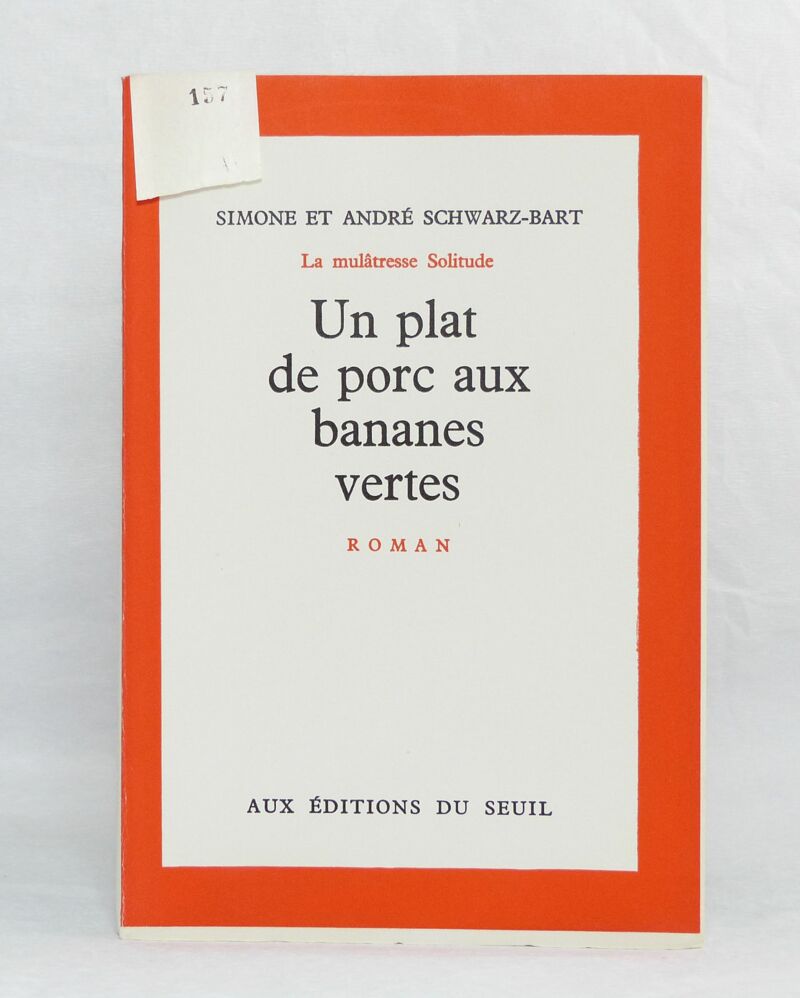 157
SIMONE ET ANDRÉ SCHWARZ-BART
La mulâtresse Solitude
Un plat
de porc aux
bananes
vertes
ROMAN
AUX ÉDITIONS DU SEUIL